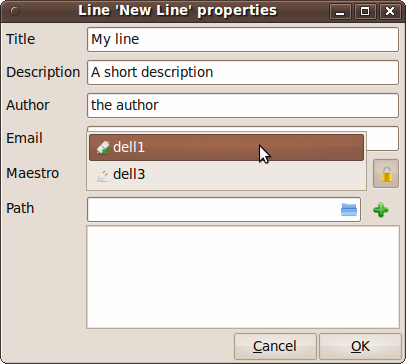 Line 'New Line' properties
Title My line
Description A short description
Author the author
Email
dell1
Maestro dell3
Path
Cancel OK